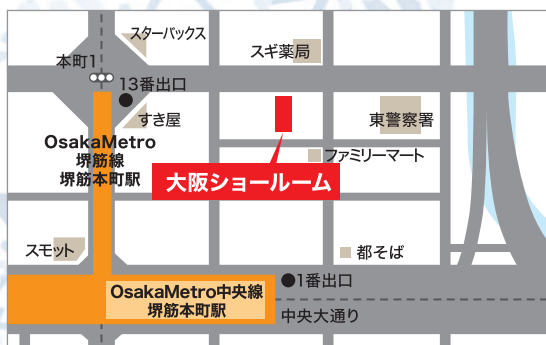 スターバックス
スギ薬局
本町1
13番出口
すき屋
東警察署
OsakaMetro
堺筋線
堺筋本町駅
ファミリーマート
大阪ショールーム
スモット
都そば
1番出口
OsakaMetro中央線
堺筋本町駅
中央大通り